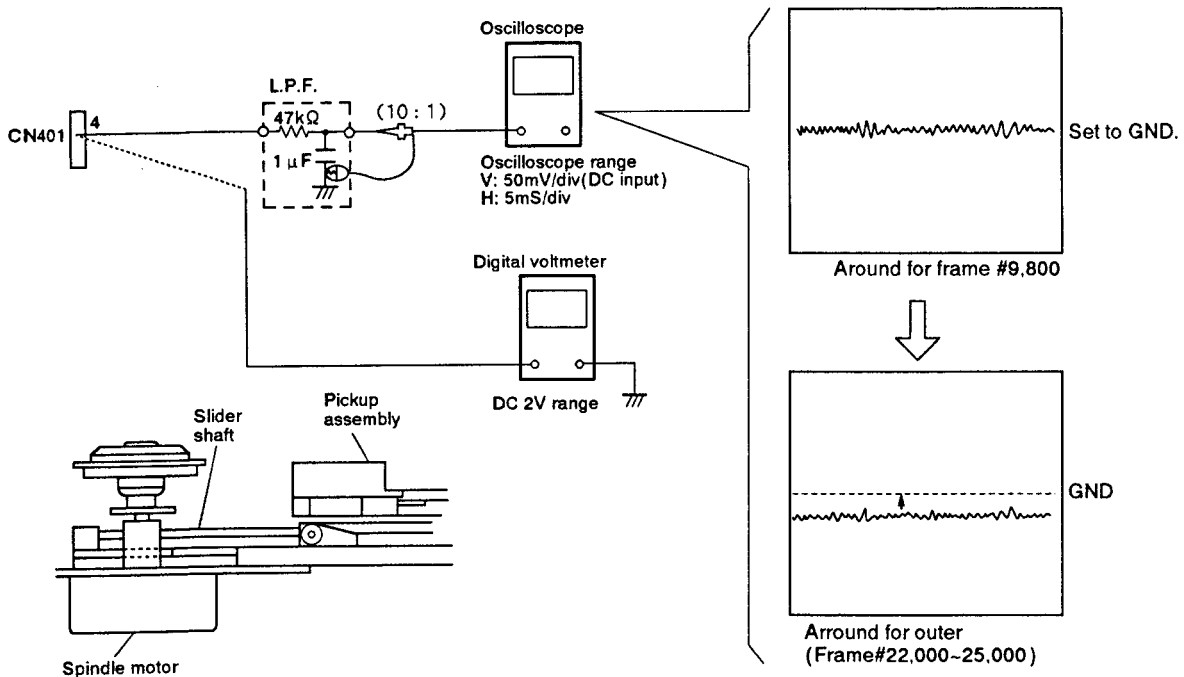 Oscilloscope
L.P.F.
47kΩ
(10 : 1)
CN401
4
1 μF
Oscilloscope range
V: 50mV/div(DC input)
H: 5mS/div
Set to GND.
Around for frame #9,800
Digital voltmeter
DC 2V range
Slider
shaft
Pickup
assembly
GND
Arround for outer
(Frame#22,000~25,000)
Spindle motor